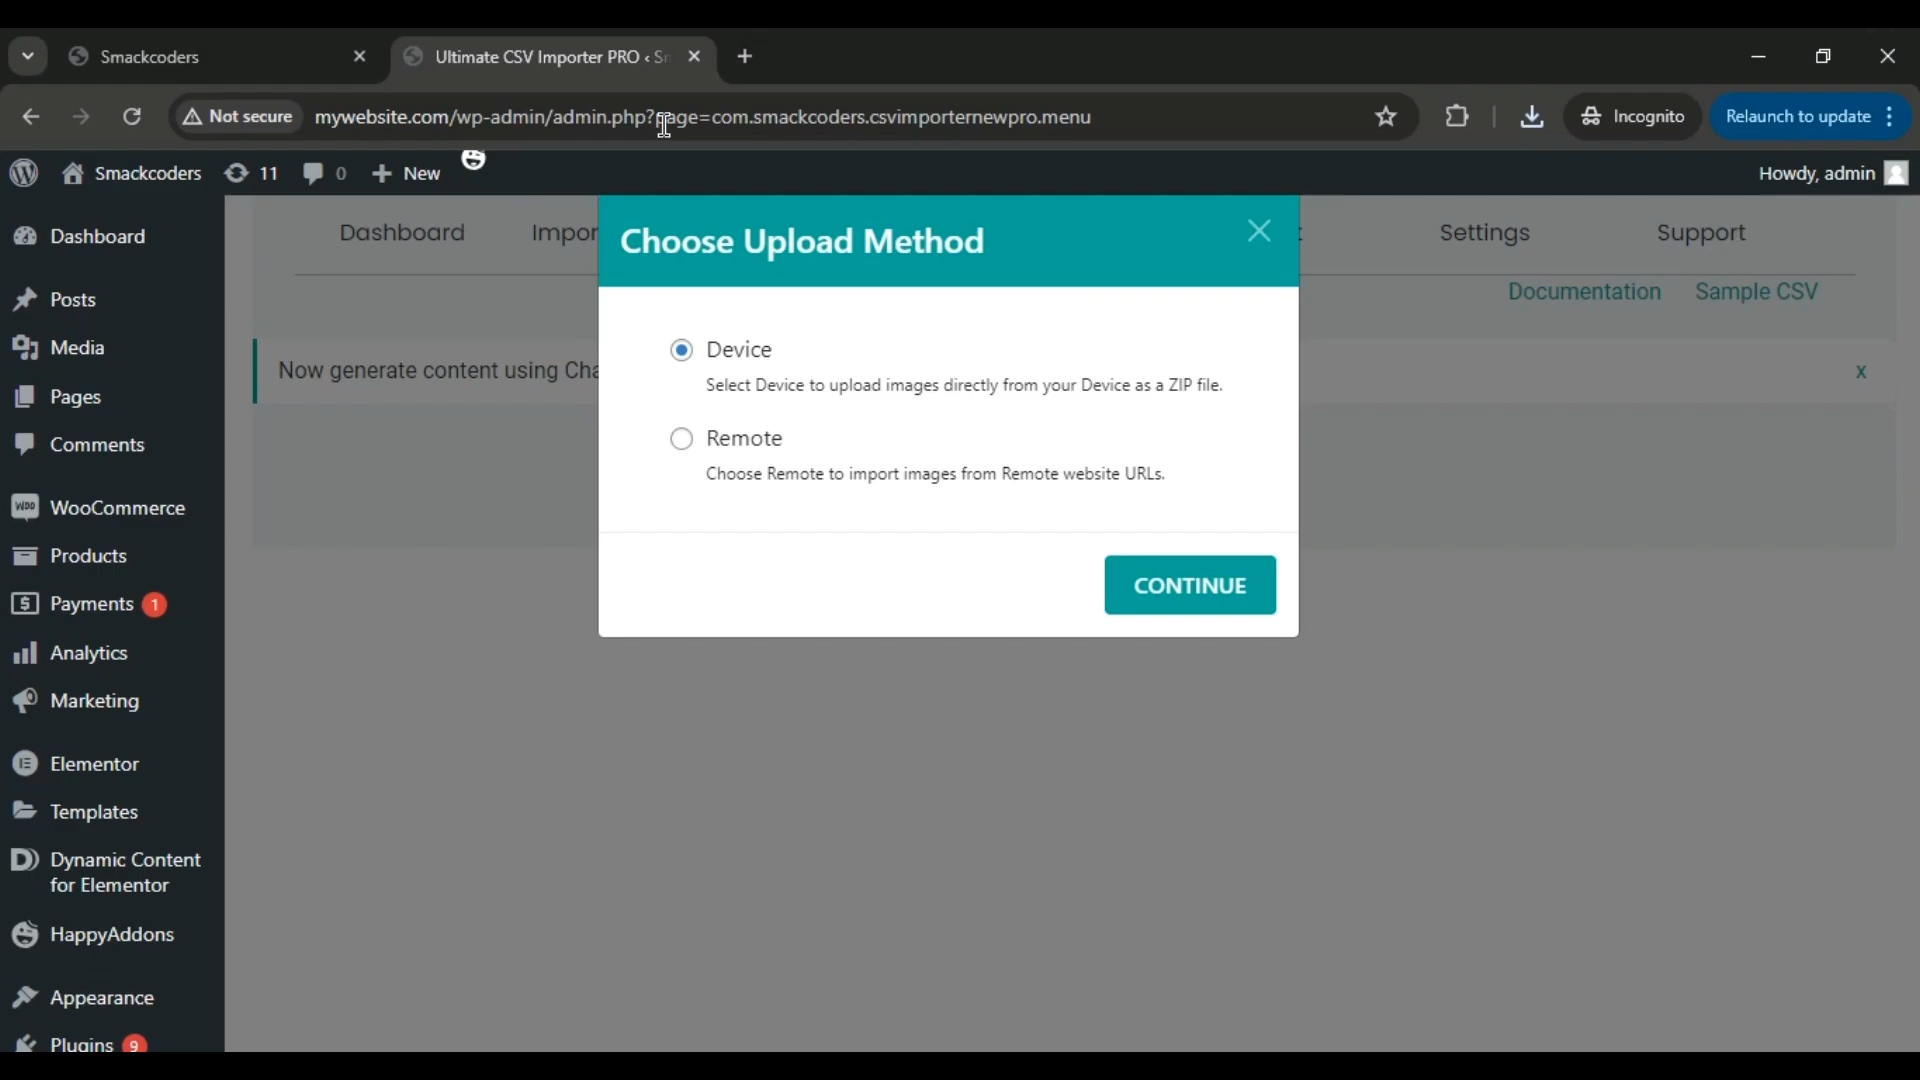 Smackcoders
Ultimate CSV Importer PRO ‹ Sn
Not secure
mywebsite.com/wp-admin/admin.php?page=com.smackcoders.csvimporternewpro.menu
Incognito
Relaunch to update
Smackcoders
11
0
New
Howdy, admin
Dashboard
Posts
Media
Pages
Comments
WooCommerce
Products
Payments 1
Analytics
Marketing
Elementor
Templates
Dynamic Content
for Elementor
HappyAddons
Appearance
Plugins 9
Dashboard
Impor
Settings
Support
Documentation
Sample CSV
Now generate content using Cha
x
Choose Upload Method
Device
Select Device to upload images directly from your Device as a ZIP file.
Remote
Choose Remote to import images from Remote website URLs.
CONTINUE